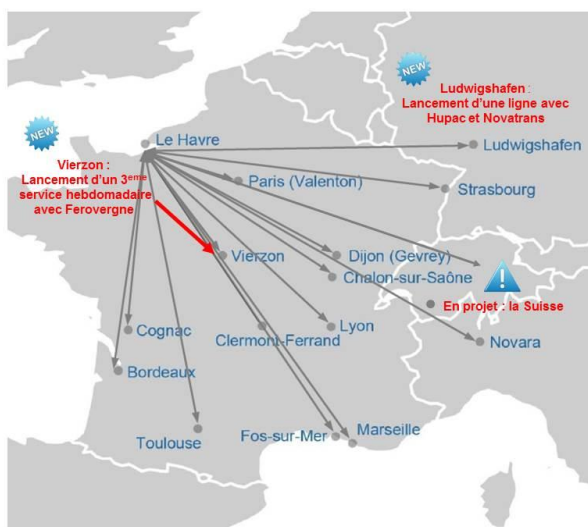 NEW
Ludwigshafen :
Lancement d'une ligne avec
Hupac et Novatrans
NEW
Le Havre
Ludwigshafen
Vierzon :
Lancement d'un 3eme
service hebdomadaire
avec Ferovergne
Paris (Valenton)
Strasbourg
Vierzon
Dijon (Gevrey)
Chalon-sur-Saône
!
En projet : la Suisse
Cognac
Clermont-Ferrand
Lyon
Novara
Bordeaux
Toulouse
Fos-sur-Mer
Marseille